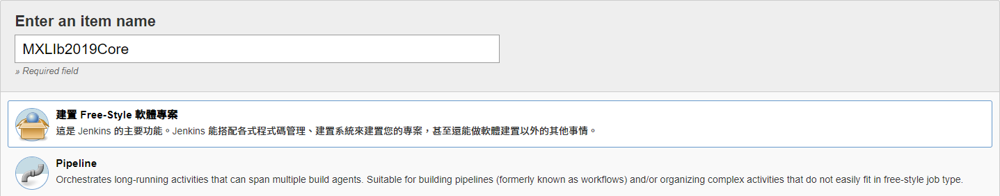 Enter an item name
MXLIb2019Core
» Required field
建置 Free-Style 軟體專案
這是 Jenkins 的主要功能。Jenkins 能搭配各式程式碼管理、建置系統來建置您的專案，甚至還能做軟體建置以外的其他事情。
Pipeline
Orchestrates long-running activities that can span multiple build agents. Suitable for building pipelines (formerly known as workflows) and/or organizing complex activities that do not easily fit in free-style job type.